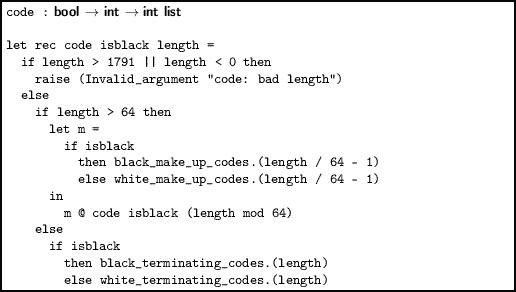 code : bool → int → int list
let rec code isblack length =
if length > 1791 || length < 0 then
raise (Invalid_argument "code: bad length")
else
if length > 64 then
let m =
if isblack
then black_make_up_codes.(length / 64 - 1)
else white_make_up_codes.(length / 64 - 1)
in
m @ code isblack (length mod 64)
else
if isblack
then black_terminating_codes.(length)
else white_terminating_codes.(length)